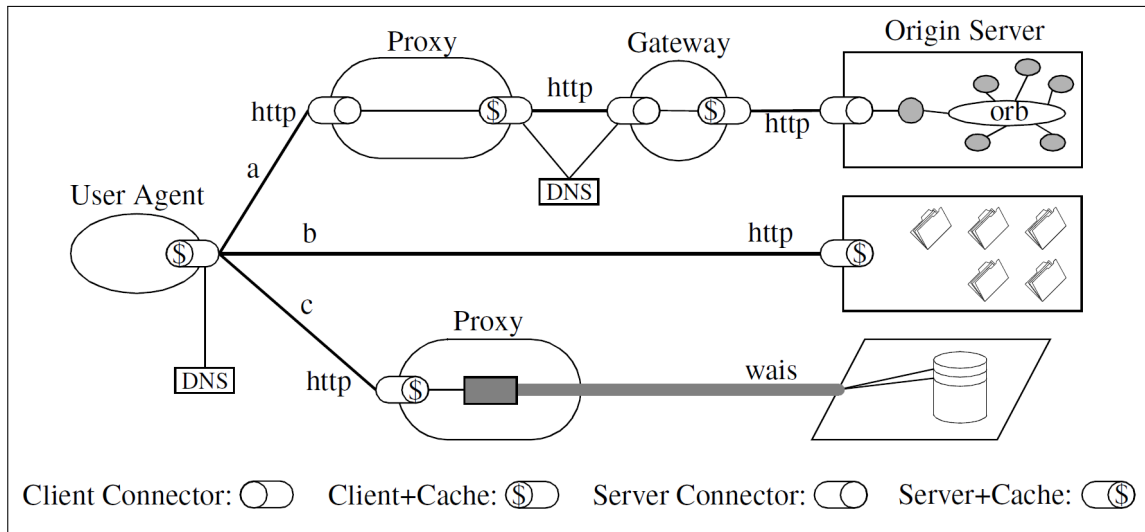 Proxy
Gateway
Origin Server
http
$
http
$
http
orb
a
DNS
User Agent
$
b
http
$
c
Proxy
DNS
http
$
wais
Client Connector:
Client+Cache: $
Server Connector:
Server+Cache: $